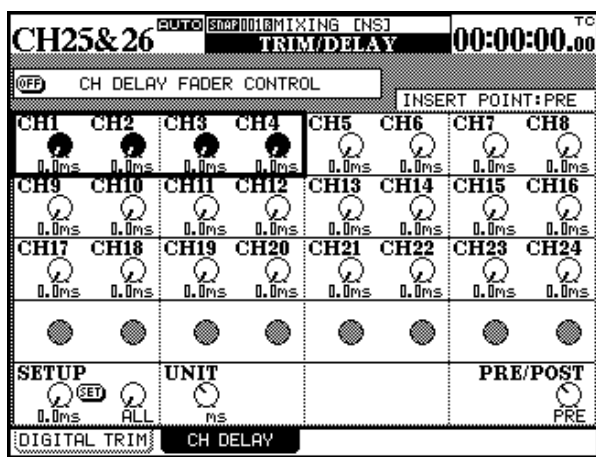 CH25&26 AUTO SNAP001 MIXING [NS] TC
TRIM/DELAY 00:00:00.00
OFF CH DELAY FADER CONTROL
INSERT POINT:PRE
CH1 CH2 CH3 CH4 CH5 CH6 CH7 CH8
0.0ms 0.0ms 0.0ms 0.0ms 0.0ms 0.0ms 0.0ms 0.0ms
CH9 CH10 CH11 CH12 CH13 CH14 CH15 CH16
0.0ms 0.0ms 0.0ms 0.0ms 0.0ms 0.0ms 0.0ms 0.0ms
CH17 CH18 CH19 CH20 CH21 CH22 CH23 CH24
0.0ms 0.0ms 0.0ms 0.0ms 0.0ms 0.0ms 0.0ms 0.0ms
SETUP UNIT PRE/POST
SET
0.0ms ALL ms PRE
DIGITAL TRIM CH DELAY